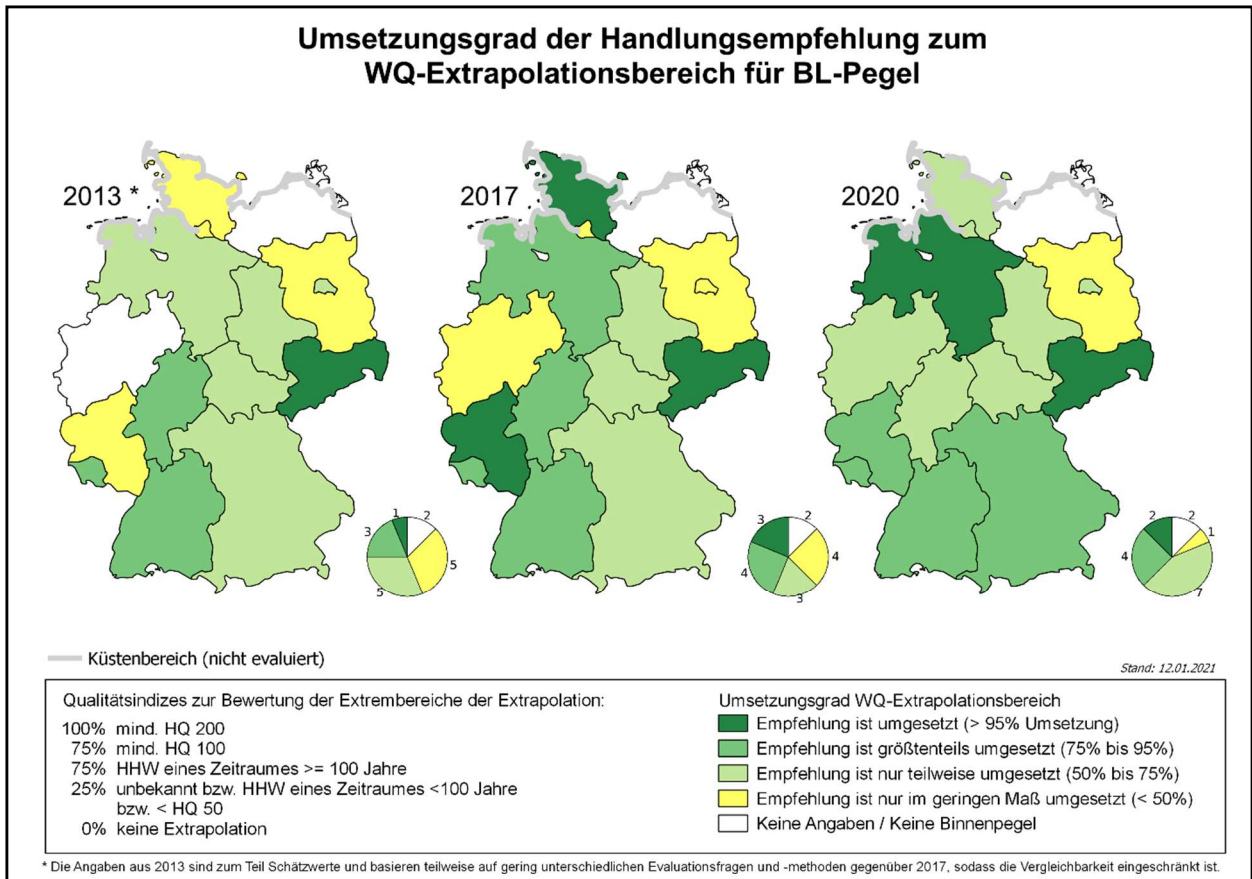 Umsetzungsgrad der Handlungsempfehlung zum
WQ-Extrapolationsbereich für BL-Pegel
2013 *
2017
2020
1
2
3
5
5
3
2
4
4
3
2
2
4
1
7
Küstenbereich (nicht evaluiert)
Stand: 12.01.2021
Qualitätsindizes zur Bewertung der Extrembereiche der Extrapolation:
100% mind. HQ 200
75% mind. HQ 100
75% HHW eines Zeitraumes >= 100 Jahre
25% unbekannt bzw. HHW eines Zeitraumes <100 Jahre
bzw. < HQ 50
0% keine Extrapolation
Umsetzungsgrad WQ-Extrapolationsbereich
Empfehlung ist umgesetzt (> 95% Umsetzung)
Empfehlung ist größtenteils umgesetzt (75% bis 95%)
Empfehlung ist nur teilweise umgesetzt (50% bis 75%)
Empfehlung ist nur im geringen Maß umgesetzt (< 50%)
Keine Angaben / Keine Binnenpegel
* Die Angaben aus 2013 sind zum Teil Schätzwerte und basieren teilweise auf gering unterschiedlichen Evaluationsfragen und -methoden gegenüber 2017, sodass die Vergleichbarkeit eingeschränkt ist.